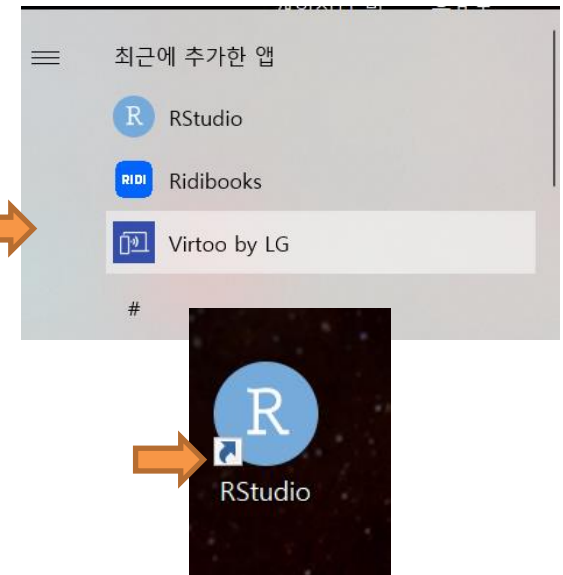 최근에 추가한 앱
R
RStudio
RIDI
Ridibooks
Virtoo by LG
#
R
RStudio